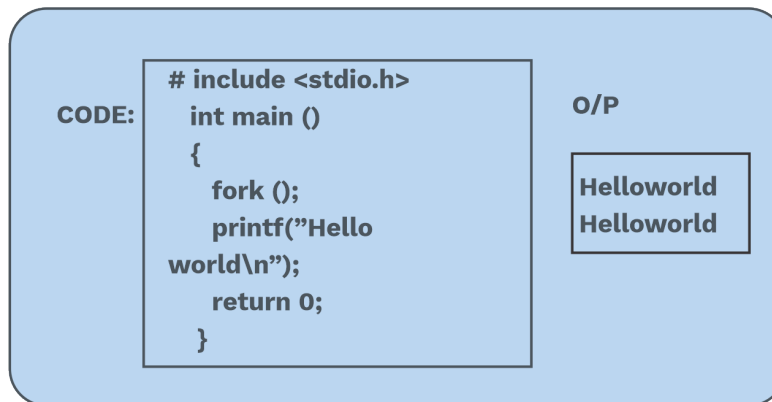 CODE:
# include <stdio.h>
int main ()
{
fork ();
printf(”Hello
world\n”);
return 0;
}
O/P
Helloworld
Helloworld